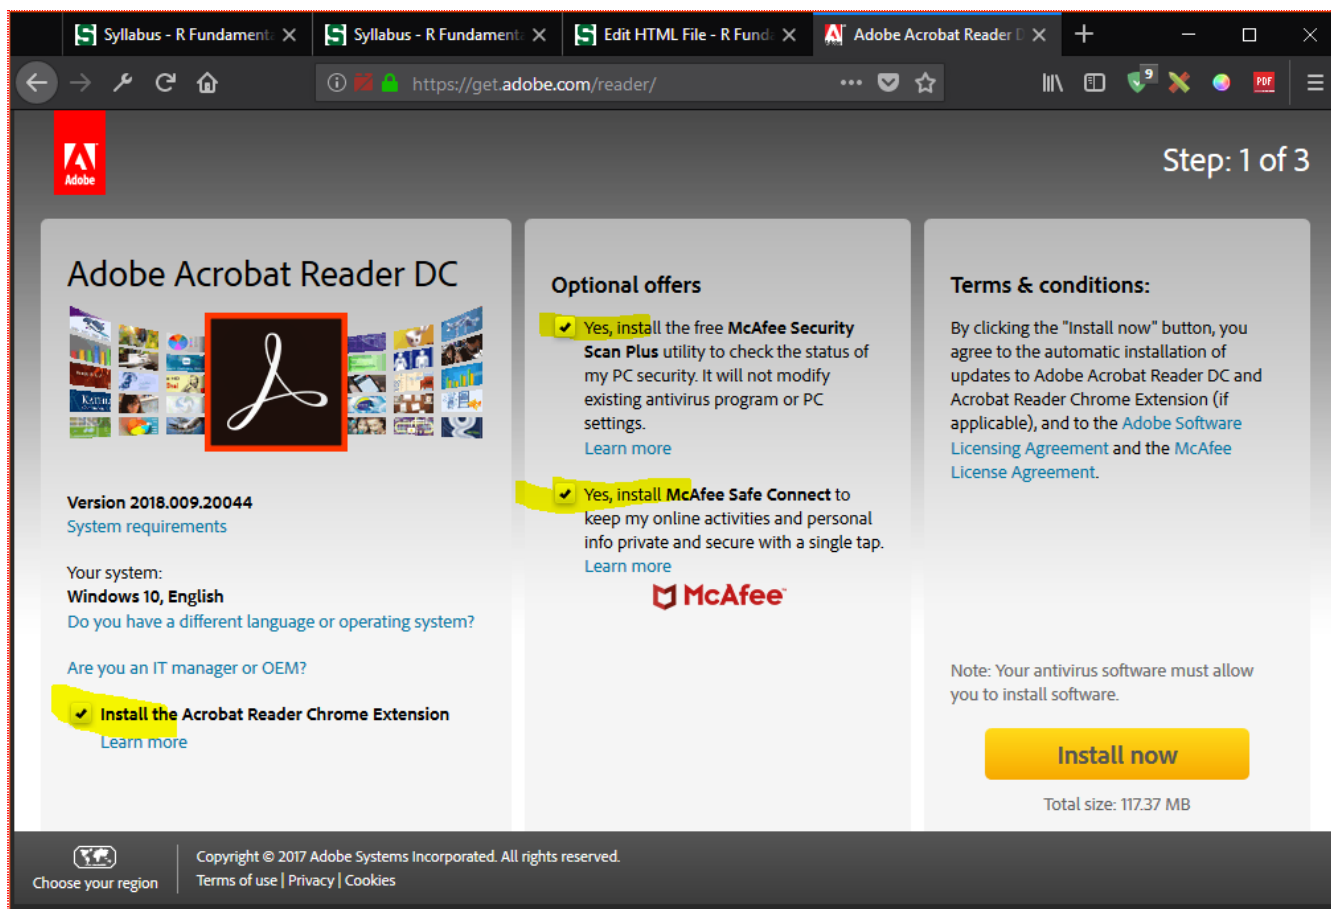 Syllabus - R Fundament
Syllabus - R Fundament
Edit HTML File - R Fund
Adobe Acrobat Reader D
https://get.adobe.com/reader/
9
PDF
Adobe
Step: 1 of 3
Adobe Acrobat Reader DC
Version 2018.009.20044
System requirements
Your system:
Windows 10, English
Do you have a different language or operating system?
Are you an IT manager or OEM?
Install the Acrobat Reader Chrome Extension
Learn more
Optional offers
Yes, install the free McAfee Security
Scan Plus utility to check the status of
my PC security. It will not modify
existing antivirus program or PC
settings.
Learn more
Yes, install McAfee Safe Connect to
keep my online activities and personal
info private and secure with a single tap.
Learn more
McAfee
Terms & conditions:
By clicking the "Install now" button, you
agree to the automatic installation of
updates to Adobe Acrobat Reader DC and
Acrobat Reader Chrome Extension (if
applicable), and to the Adobe Software
Licensing Agreement and the McAfee
License Agreement.
Note: Your antivirus software must allow
you to install software.
Install now
Total size: 117.37 MB
Choose your region
Copyright © 2017 Adobe Systems Incorporated. All rights reserved.
Terms of use | Privacy | Cookies